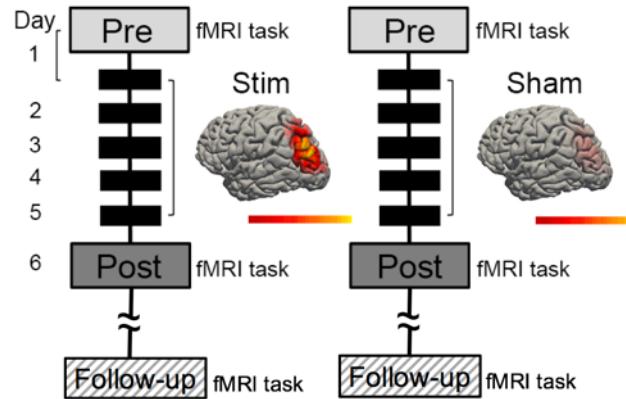 Day
Pre fMRI task Pre fMRI task
1
Stim Sham
2
3
4
5
6 Post fMRI task Post fMRI task
Follow-up fMRI task Follow-up fMRI task